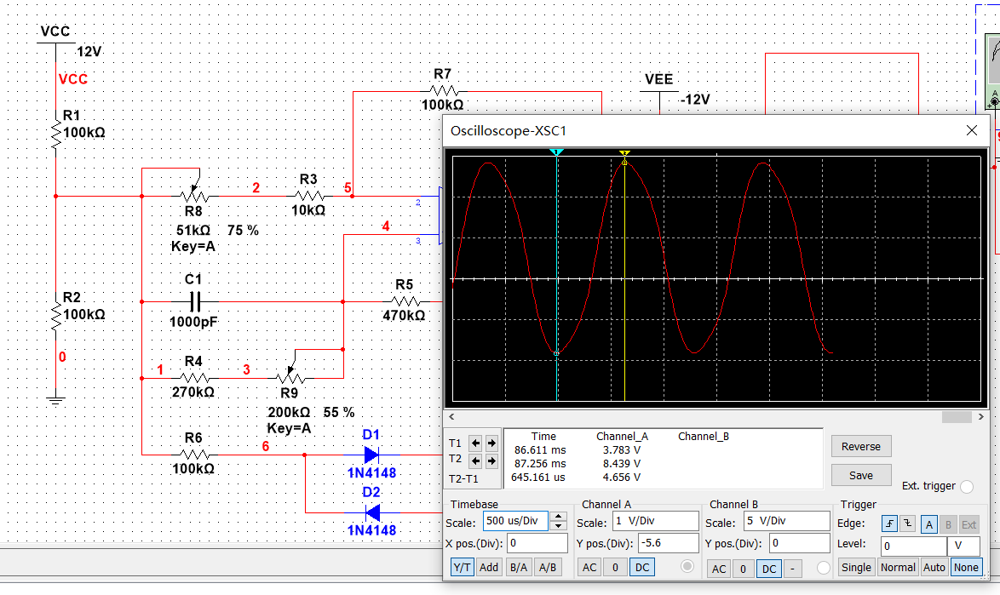 VCC
12V
VCC
R1
100kΩ
R7
100kΩ
VEE
-12V
R8
51kΩ 75 %
Key=A
2
R3
10kΩ
5
2
4
3
C1
1000pF
R5
470kΩ
R2
100kΩ
0
1
R4
270kΩ
3
R9
200kΩ 55 %
Key=A
R6
100kΩ
6
D1
1N4148
D2
1N4148
A
Oscilloscope-XSC1
1
Time Channel_A Channel_B
T1 86.611 ms 3.783 V
T2 87.256 ms 8.439 V
T2-T1 645.161 us 4.656 V
Reverse
Save
Ext. trigger
Timebase
Scale: 500 us/Div
X pos.(Div): 0
Y/T Add B/A A/B
Channel A
Scale: 1 V/Div
Y pos.(Div): -5.6
AC 0 DC
Channel B
Scale: 5 V/Div
Y pos.(Div): 0
AC 0 DC -
Trigger
Edge: A B Ext
Level: 0 V
Single Normal Auto None